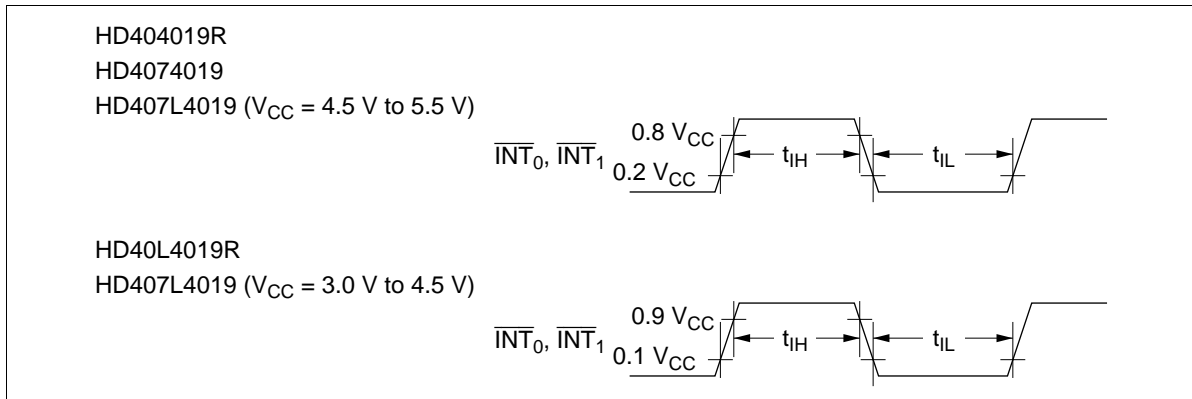 HD404019R
HD4074019
HD407L4019 (VCC = 4.5 V to 5.5 V)
0.8 VCC
INT0, INT1
tIH
tIL
0.2 VCC
HD40L4019R
HD407L4019 (VCC = 3.0 V to 4.5 V)
0.9 VCC
INT0, INT1
tIH
tIL
0.1 VCC